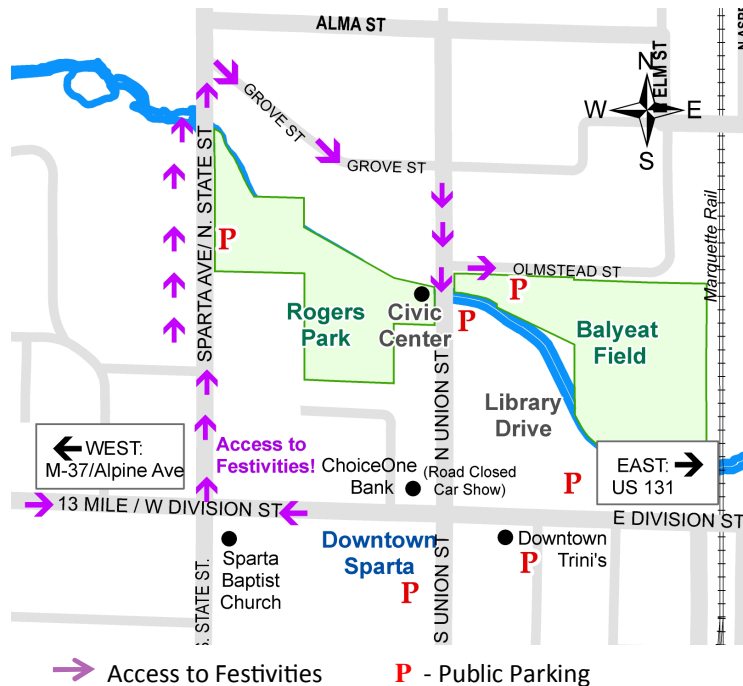 ALMA ST
N ASPE
N ELM ST
N
W E
S
GROVE ST
GROVE ST
SPARTA AVE/ N. STATE ST
Marquette Rail
P
OLMSTEAD ST
P
Rogers
Park
Civic
Center
P
Balyeat
Field
N UNION ST
Library
Drive
WEST:
M-37/Alpine Ave
Access to
Festivities!
ChoiceOne
Bank
(Road Closed
Car Show)
P
EAST:
US 131
13 MILE / W DIVISION ST
E DIVISION ST
Sparta
Baptist
Church
Downtown
Sparta
P
S UNION ST
Downtown
Trini's
P
S. STATE ST.
Access to Festivities
P - Public Parking